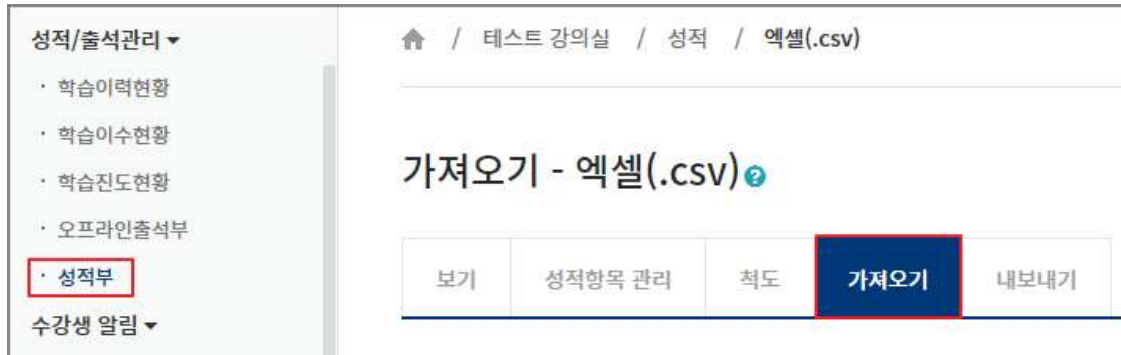 성적/출석관리 ▾
· 학습이력현황
· 학습이수현황
· 학습진도현황
· 오프라인출석부
· 성적부
수강생 알림 ▾
/ 테스트 강의실 / 성적 / 엑셀(.csv)
가져오기 - 엑셀(.csv) ?
보기 성적항목 관리 척도 가져오기 내보내기